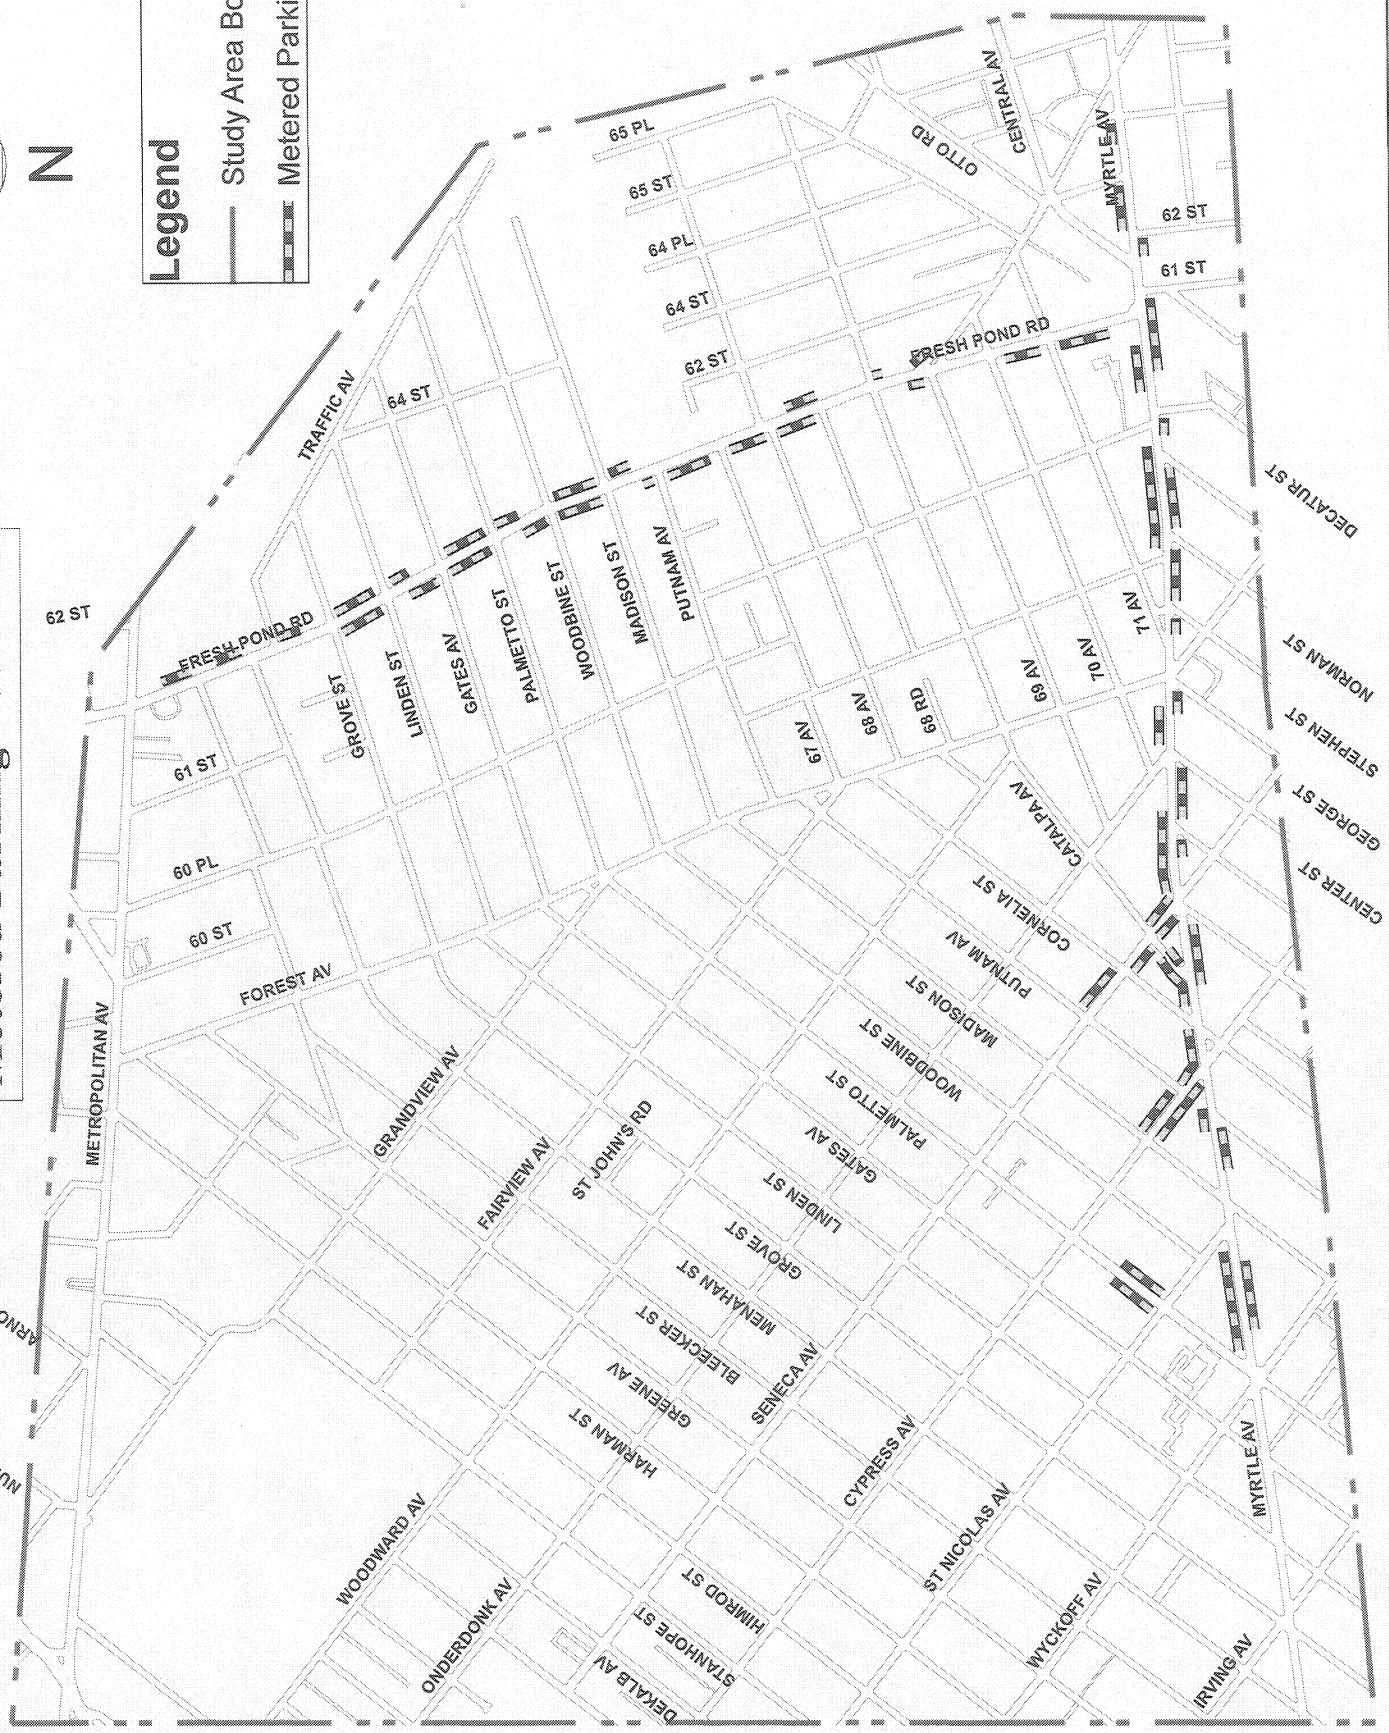 N
Legend
Study Area Bo
Metered Parki
65 PL
65 ST
64 PL
64 ST
62 ST
OTTO RD
CENTRAL AV
MYRTLE AV
62 ST
61 ST
FRESH POND RD
TRAFFIC AV
64 ST
62 ST
FRESH POND RD
GROVE ST
LINDEN ST
GATES AV
PALMETTO ST
WOODBINE ST
MADISON ST
PUTNAM AV
61 ST
60 PL
60 ST
FOREST AV
METROPOLITAN AV
67 AV
68 AV
68 RD
69 AV
70 AV
71 AV
DECATUR ST
NORMAN ST
STEPHEN ST
GEORGE ST
CENTER ST
CATALPA AV
CORNELIA ST
PUTNAM AV
MADISON ST
WOODBINE ST
PALMETTO ST
GATES AV
LINDEN ST
GROVE ST
MENAHAN ST
BLEECKER ST
GREENE AV
HARMAN ST
HIMROD ST
STANHOPE ST
DEKALB AV
GRANDVIEW AV
FAIRVIEW AV
ST JOHN'S RD
SENECA AV
CYPRESS AV
ST NICOLAS AV
WYCKOFF AV
IRVING AV
WOODWARD AV
ONDERDONK AV
MYRTLE AV